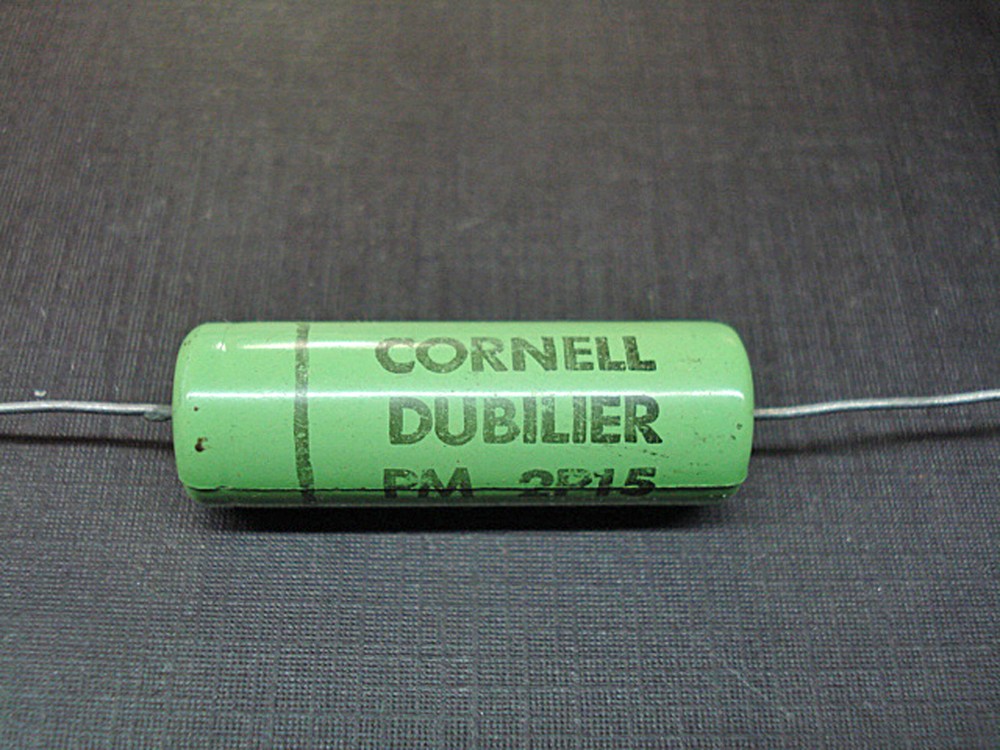 CORNELL
DUBILIER
PM 2P15